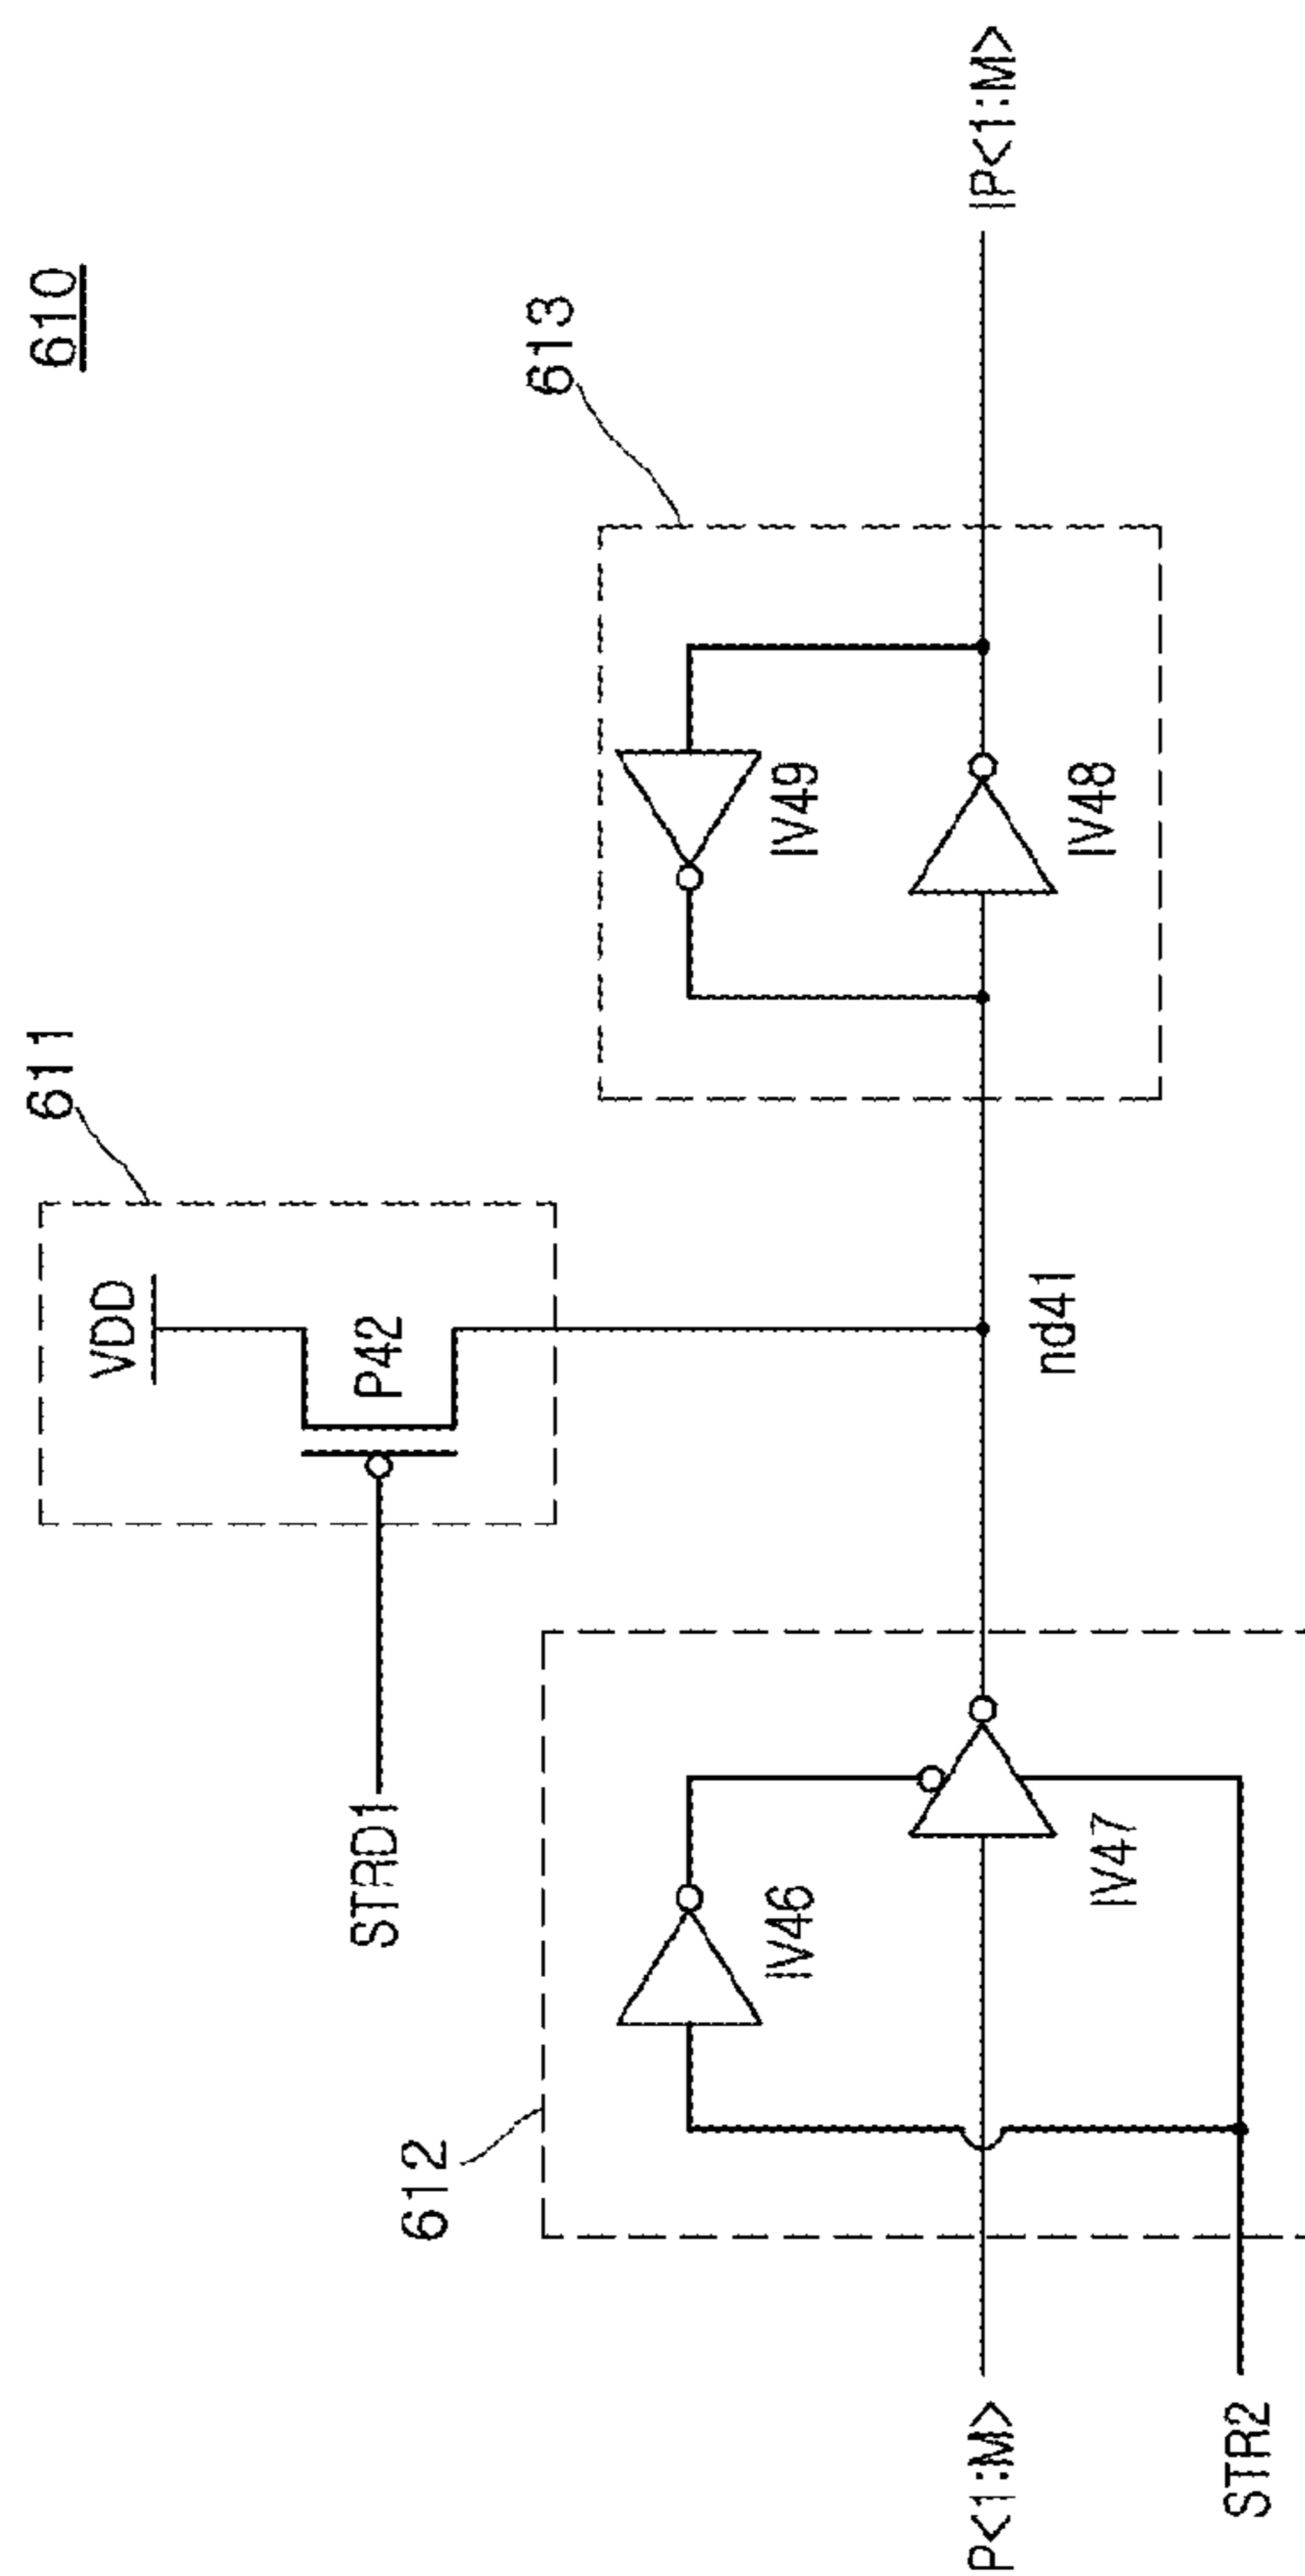 610
611
VDD
P42
STRD1
613
IV49
IV48
IP<1:M>
nd41
612
IV46
IV47
P<1:M>
STR2